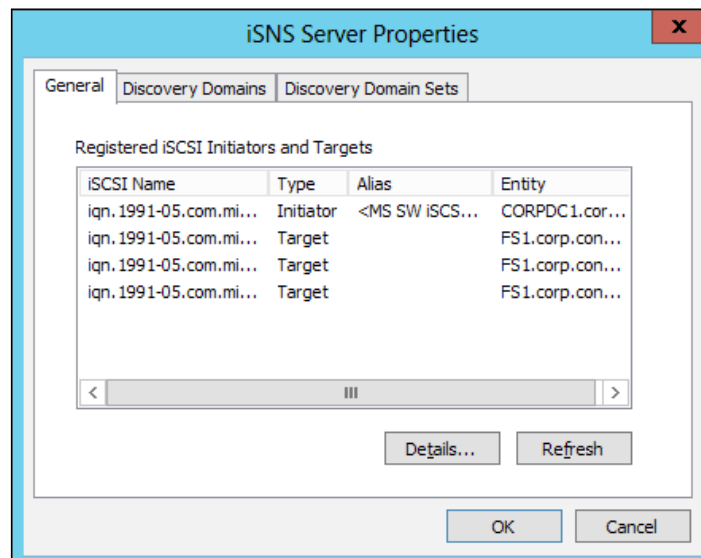 iSNS Server Properties
x
General Discovery Domains Discovery Domain Sets
Registered iSCSI Initiators and Targets
iSCSI Name Type Alias Entity
iqn.1991-05.com.mi... Initiator <MS SW iSCS... CORPDC1.cor...
iqn.1991-05.com.mi... Target FS1.corp.con...
iqn.1991-05.com.mi... Target FS1.corp.con...
iqn.1991-05.com.mi... Target FS1.corp.con...
Details... Refresh
OK Cancel